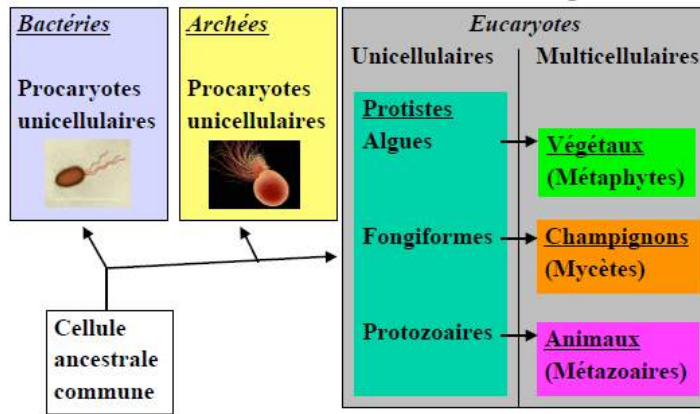 Bactéries
Procaryotes
unicellulaires
Archées
Procaryotes
unicellulaires
Eucaryotes
Unicellulaires
Multicellulaires
Protistes
Algues
Végétaux
(Métaphytes)
Fongiformes
Champignons
(Mycètes)
Protozoaires
Animaux
(Métazoaires)
Cellule
ancestrale
commune